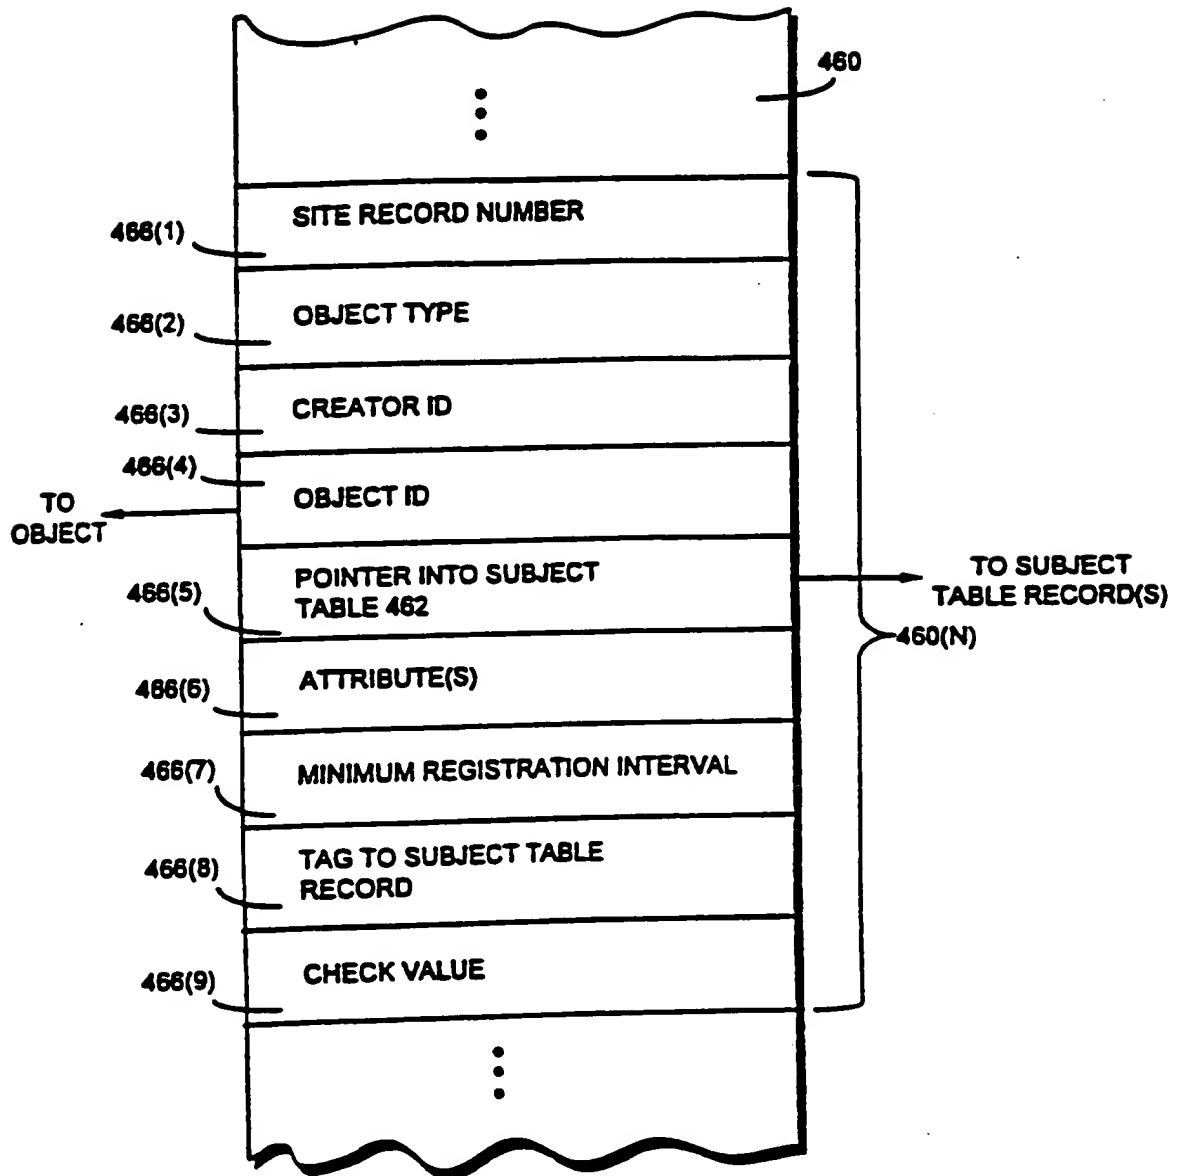 460
SITE RECORD NUMBER
466(1)
OBJECT TYPE
466(2)
CREATOR ID
466(3)
466(4)
OBJECT ID
TO
OBJECT
POINTER INTO SUBJECT
TABLE 462
466(5)
TO SUBJECT
TABLE RECORD(S)
460(N)
ATTRIBUTE(S)
466(6)
MINIMUM REGISTRATION INTERVAL
466(7)
TAG TO SUBJECT TABLE
RECORD
466(8)
CHECK VALUE
466(9)